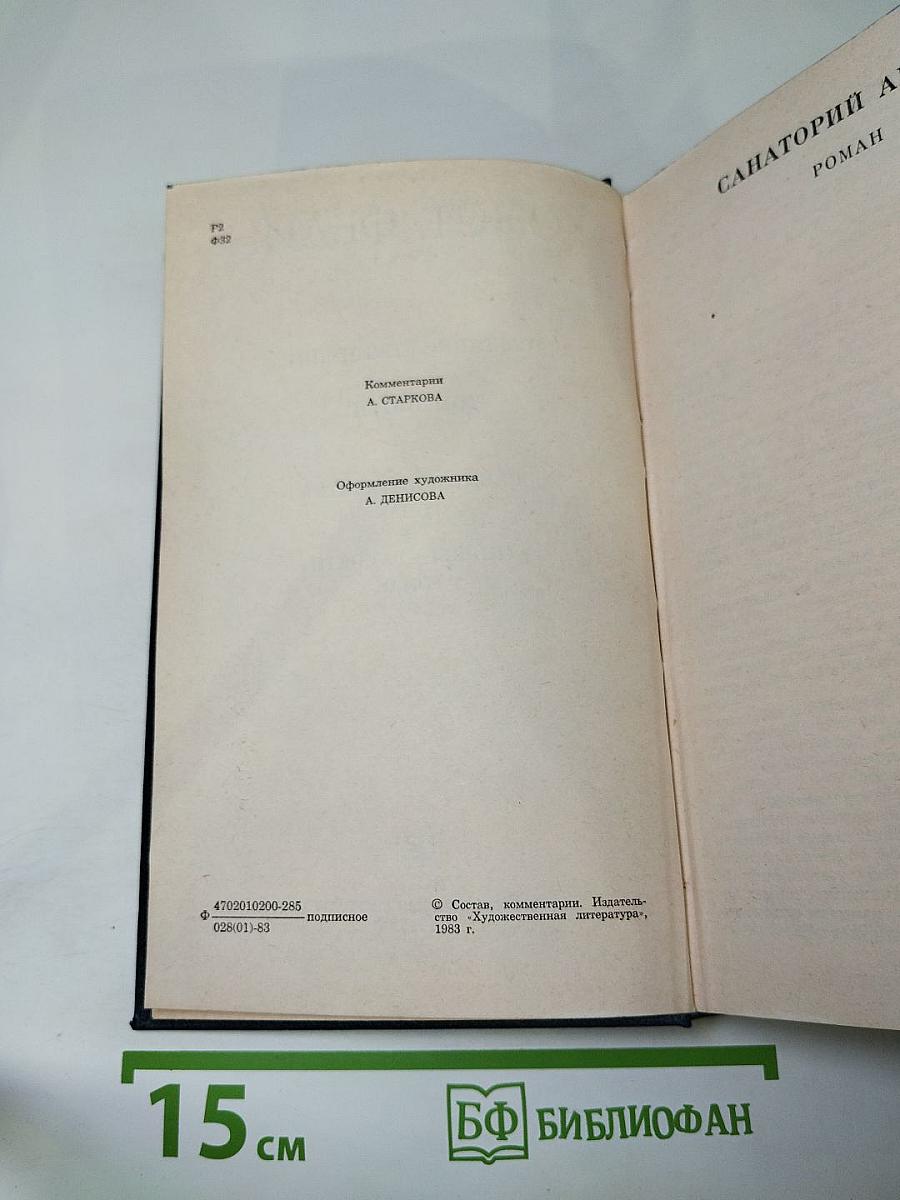 Р2
Ф32
Комментарии
А. СТАРКОВА
Оформление художника
А. ДЕНИСОВА
Ф 4702010200-285 подписное
028(01)-83
© Состав, комментарии. Издатель-
ство «Художественная литература»,
1983 г.
САНАТОРИЙ
РОМАН
15 см
БФ БИБЛИОФАН